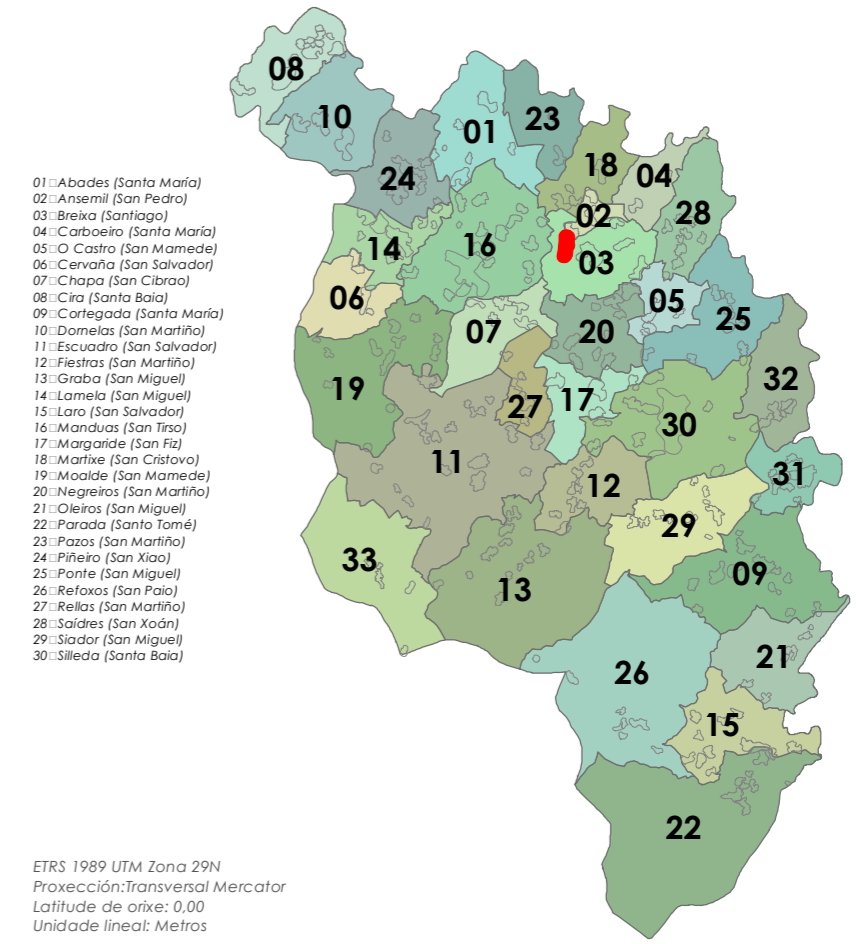 08
10
01
23
18
04
24
02
28
14
16
03
06
05
07
20
25
19
32
27
17
30
11
12
31
29
33
13
09
26
21
15
22
01□Abades (Santa María)
02□Ansemil (San Pedro)
03□Breixa (Santiago)
04□Carboeiro (Santa María)
05□O Castro (San Mamede)
06□Cervaña (San Salvador)
07□Chapa (San Cibrao)
08□Cira (Santa Baia)
09□Cortegada (Santa María)
10□Dornelas (San Martiño)
11□Escuadro (San Salvador)
12□Fiestras (San Martiño)
13□Graba (San Miguel)
14□Lamela (San Miguel)
15□Laro (San Salvador)
16□Manduas (San Tirso)
17□Margaride (San Fiz)
18□Martixe (San Cristovo)
19□Moalde (San Mamede)
20□Negreiros (San Martiño)
21□Oleiros (San Miguel)
22□Parada (Santo Tomé)
23□Pazos (San Martiño)
24□Piñeiro (San Xiao)
25□Ponte (San Miguel)
26□Refoxos (San Paio)
27□Rellas (San Martiño)
28□Saídres (San Xoán)
29□Siador (San Miguel)
30□Silleda (Santa Baia)
ETRS 1989 UTM Zona 29N
Proxección:Transversal Mercator
Latitude de orixe: 0,00
Unidade lineal: Metros